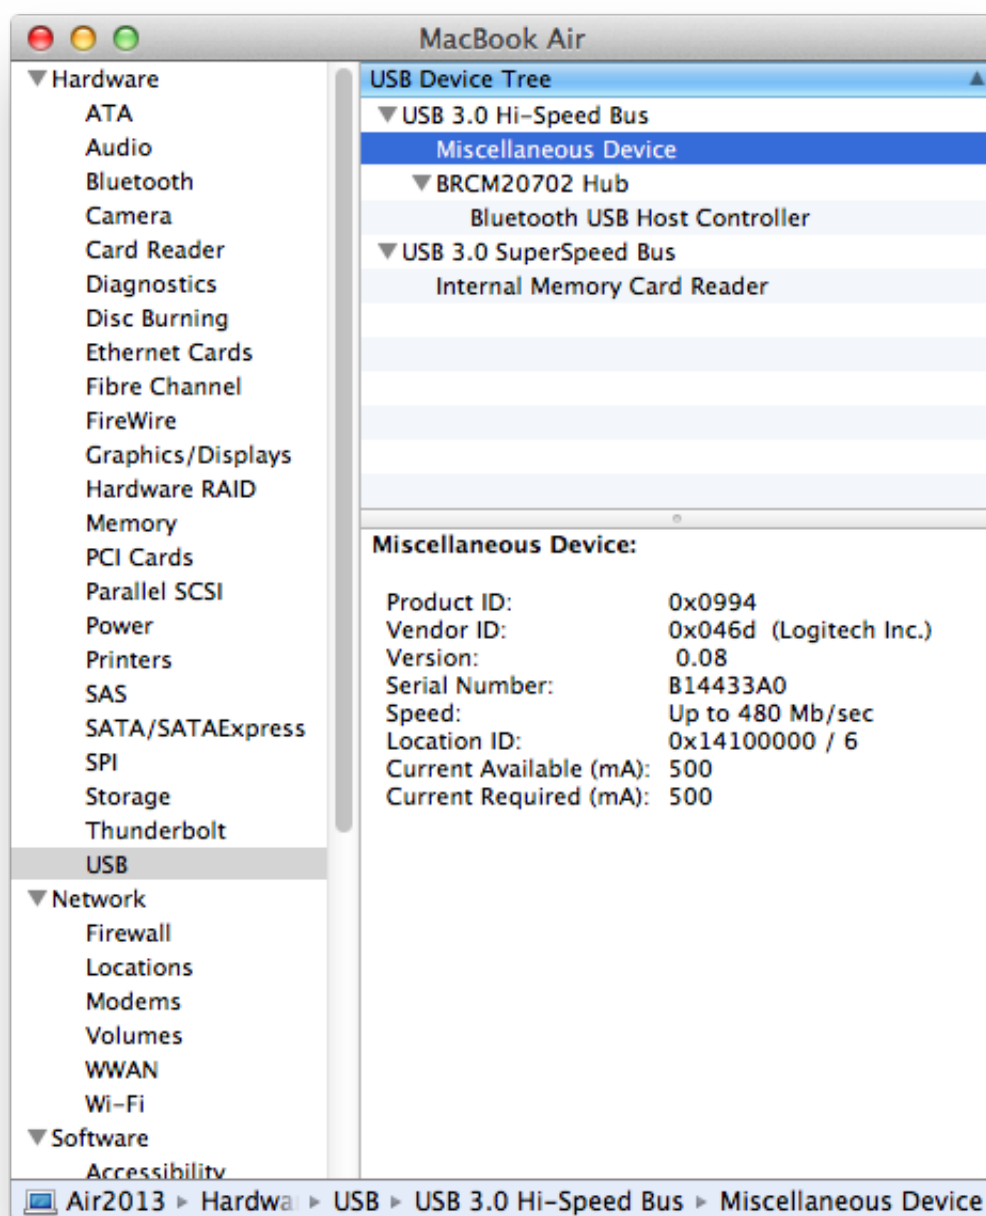 MacBook Air
Hardware
ATA
Audio
Bluetooth
Camera
Card Reader
Diagnostics
Disc Burning
Ethernet Cards
Fibre Channel
FireWire
Graphics/Displays
Hardware RAID
Memory
PCI Cards
Parallel SCSI
Power
Printers
SAS
SATA/SATAExpress
SPI
Storage
Thunderbolt
USB
Network
Firewall
Locations
Modems
Volumes
WWAN
Wi-Fi
Software
Accessibility
USB Device Tree
USB 3.0 Hi-Speed Bus
Miscellaneous Device
BRCM20702 Hub
Bluetooth USB Host Controller
USB 3.0 SuperSpeed Bus
Internal Memory Card Reader
Miscellaneous Device:
Product ID: 0x0994
Vendor ID: 0x046d (Logitech Inc.)
Version: 0.08
Serial Number: B14433A0
Speed: Up to 480 Mb/sec
Location ID: 0x14100000 / 6
Current Available (mA): 500
Current Required (mA): 500
Air2013 ▸ Hardwa ▸ USB ▸ USB 3.0 Hi-Speed Bus ▸ Miscellaneous Device